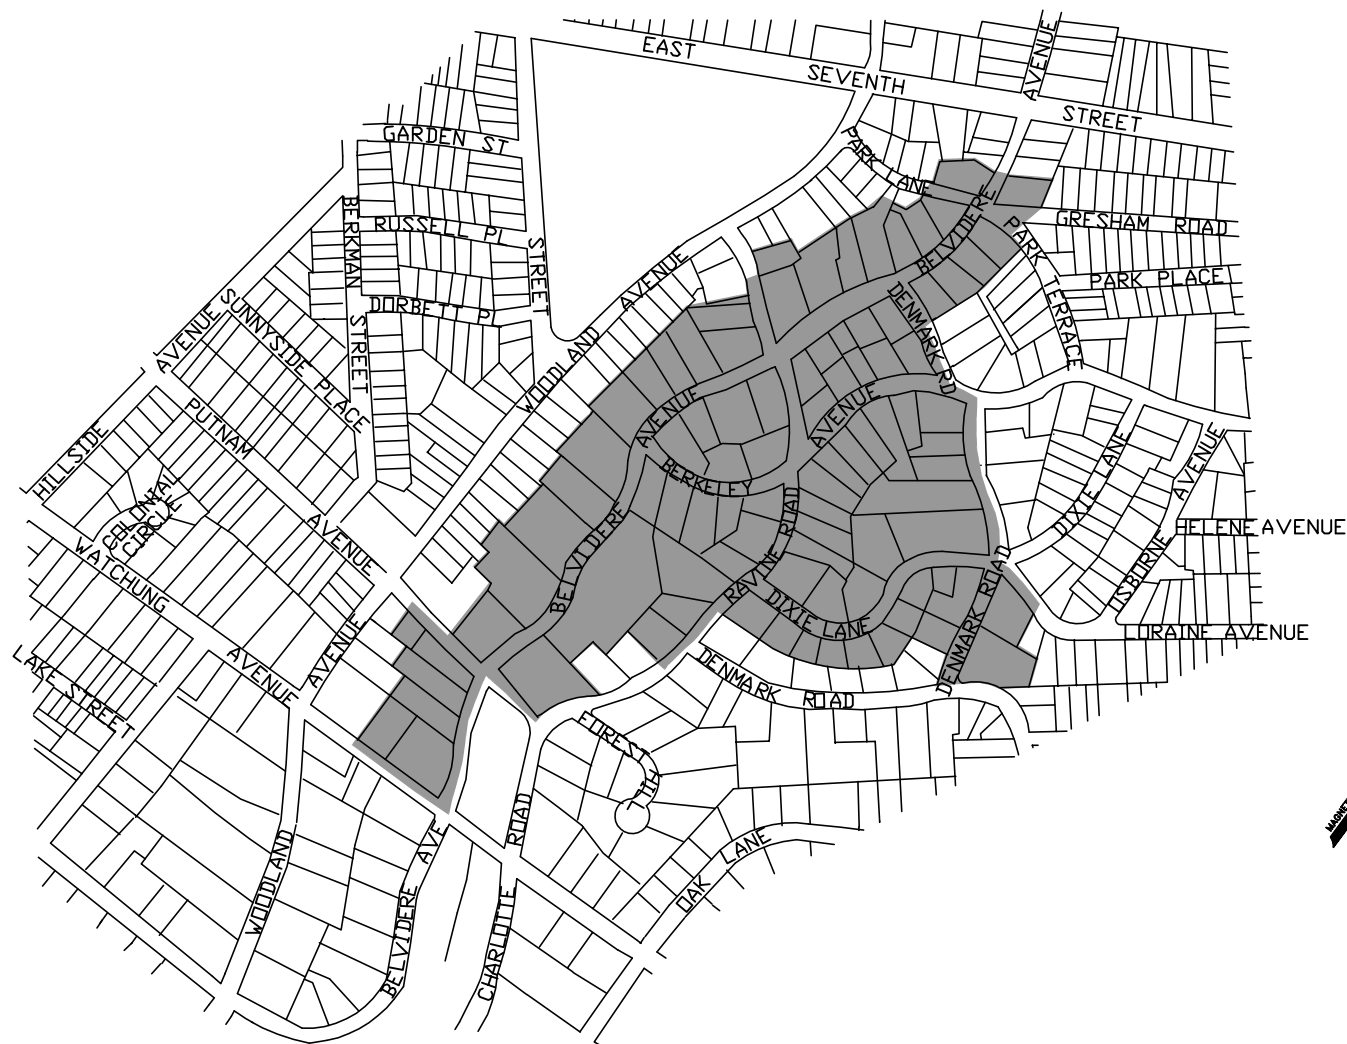 EAST
SEVENTH
STREET
AVENUE
GARDEN ST
PARK LANE
BERKMAN
STREET
RUSSELL PL
STREET
DORBETT PL
BELVIDERE
AVENUE
GRESHAM ROAD
PARK PLACE
PARK TERRACE
DENMARK RD
WOODLAND AVENUE
AVENUE
SUNNYSIDE PLACE
HILLSIDE
PUTNAM
AVENUE
COLONIAL
CIRCLE
WATCHUNG
AVENUE
LAKE STREET
AVENUE
BERKELEY
BELVIDERE
AVENUE
RAVINE ROAD
DIXIE LANE
DIXIE LANE
OSBORNE AVENUE
HELENE AVENUE
LORAINE AVENUE
DENMARK ROAD
DENMARK ROAD
FOREST
HILL
WOODLAND
BELVIDERE AVE
CHARLOTTE ROAD
OAK LANE